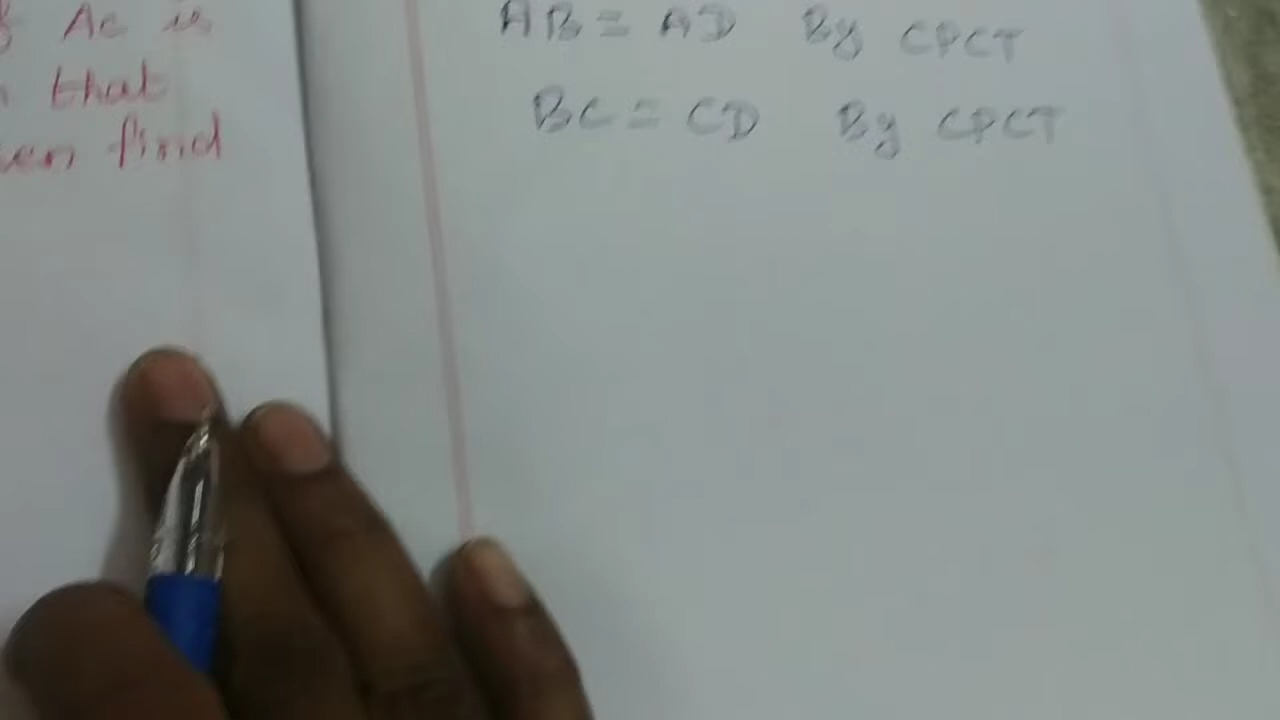 Ac is
that
find
AB = AD By CPCT
BC = CD By CPCT